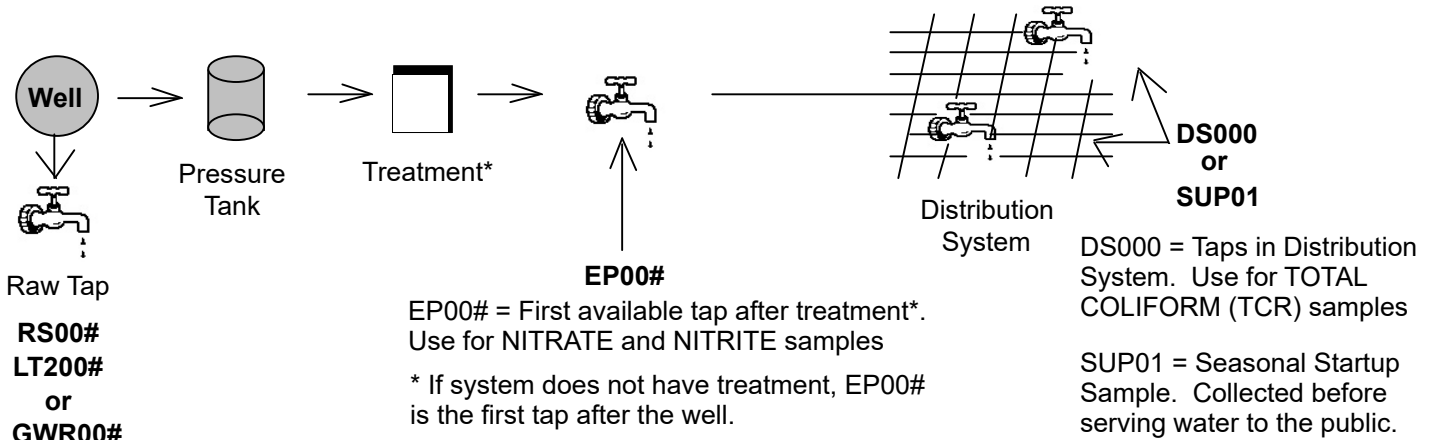 Well
Pressure
Tank
Treatment*
Raw Tap
RS00#
LT200#
or
GWR00#
EP00#
EP00# = First available tap after treatment*.
Use for NITRATE and NITRITE samples
* If system does not have treatment, EP00#
is the first tap after the well.
Distribution
System
DS000
or
SUP01
DS000 = Taps in Distribution
System. Use for TOTAL
COLIFORM (TCR) samples
SUP01 = Seasonal Startup
Sample. Collected before
serving water to the public.